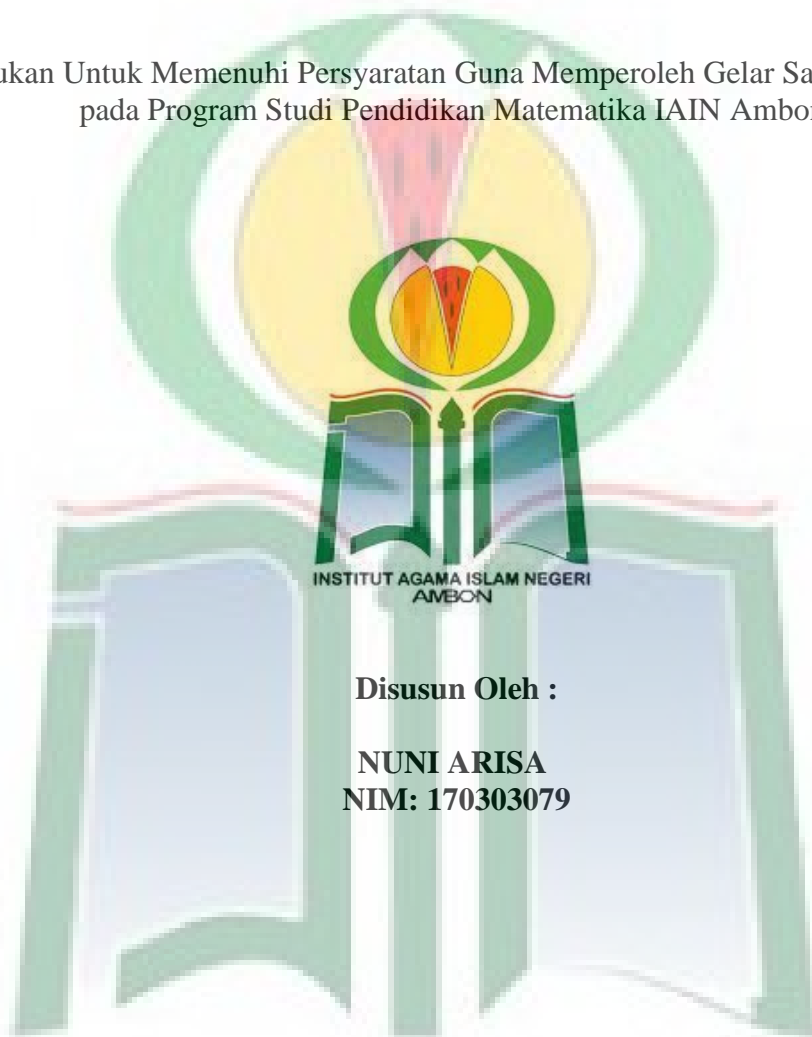 ukan Untuk Memenuhi Persyaratan Guna Memperoleh Gelar Sa
pada Program Studi Pendidikan Matematika IAIN Ambon
INSTITUT AGAMA ISLAM NEGERI
AMBON
Disusun Oleh :
NUNI ARISA
NIM: 170303079